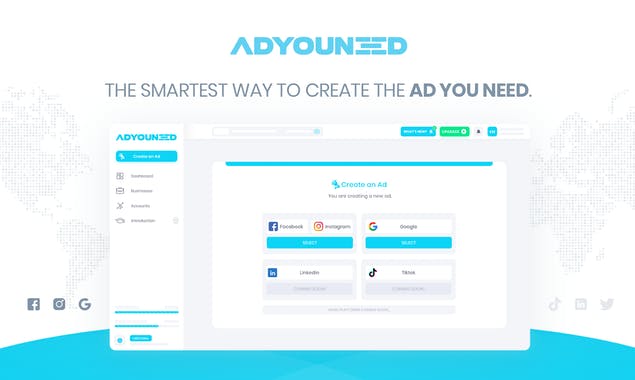 ADYOUNEED
THE SMARTEST WAY TO CREATE THE AD YOU NEED.
ADYOUNEED
WHAT'S NEW?
UPGRADE
EN
Create an Ad
Dashboard
Businesses
Accounts
Introduction
Create an Ad
You are creating a new ad.
Facebook
Instagram
Google
SELECT
SELECT
LinkedIn
Tiktok
COMING SOON!
COMING SOON!